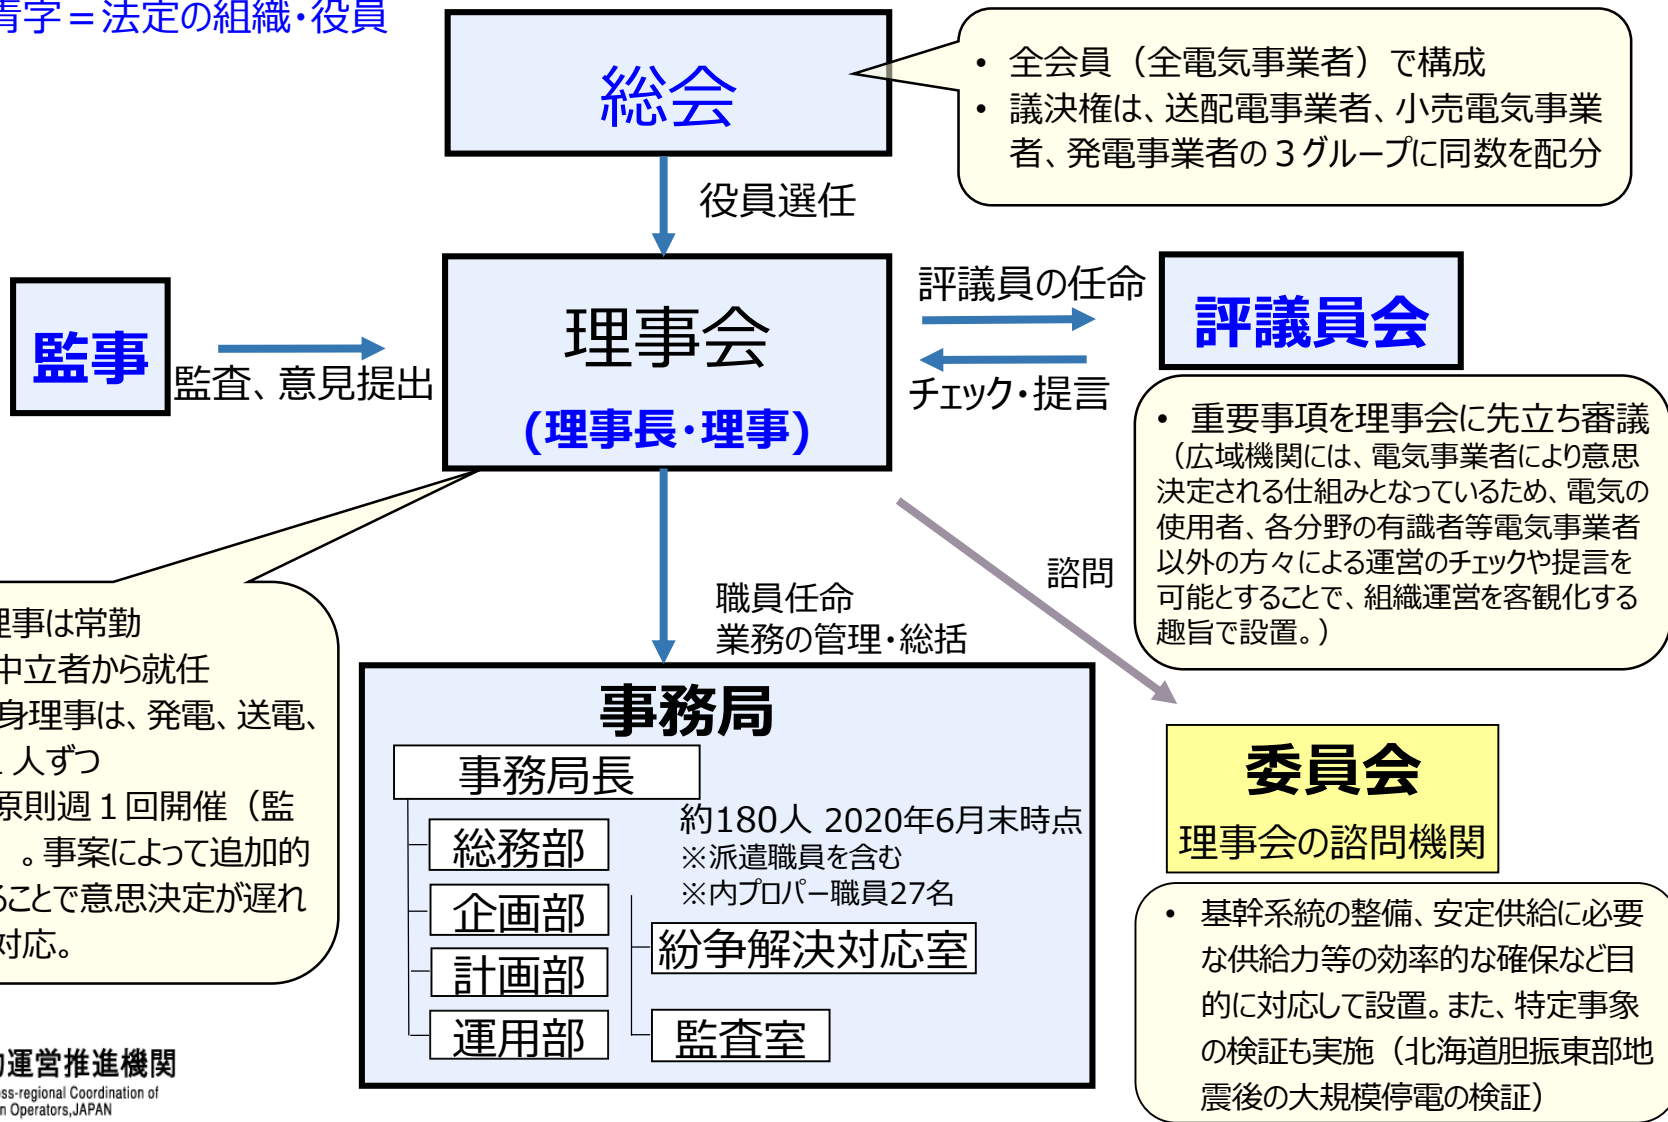 青字＝法定の組織・役員
総会
• 全会員（全電気事業者）で構成
• 議決権は、送配電事業者、小売電気事業
者、発電事業者の３グループに同数を配分
役員選任
監事
監査、意見提出
理事会
(理事長・理事)
評議員の任命
チェック・提言
評議員会
• 重要事項を理事会に先立ち審議
（広域機関には、電気事業者により意思
決定される仕組みとなっているため、電気の
使用者、各分野の有識者等電気事業者
以外の方々による運営のチェックや提言を
可能とすることで、組織運営を客観化する
趣旨で設置。）
諮問
職員任命
業務の管理・総括
理事は常勤
中立者から就任
身理事は、発電、送電、
人ずつ
原則週１回開催（監
。事案によって追加的
ることで意思決定が遅れ
対応。
事務局
事務局長
約180人 2020年6月末時点
※派遣職員を含む
※内プロパー職員27名
総務部
企画部
計画部
運用部
紛争解決対応室
監査室
委員会
理事会の諮問機関
• 基幹系統の整備、安定供給に必要
な供給力等の効率的な確保など目
的に対応して設置。また、特定事象
の検証も実施（北海道胆振東部地
震後の大規模停電の検証）
運営推進機関
ss-regional Coordination of
n Operators,JAPAN